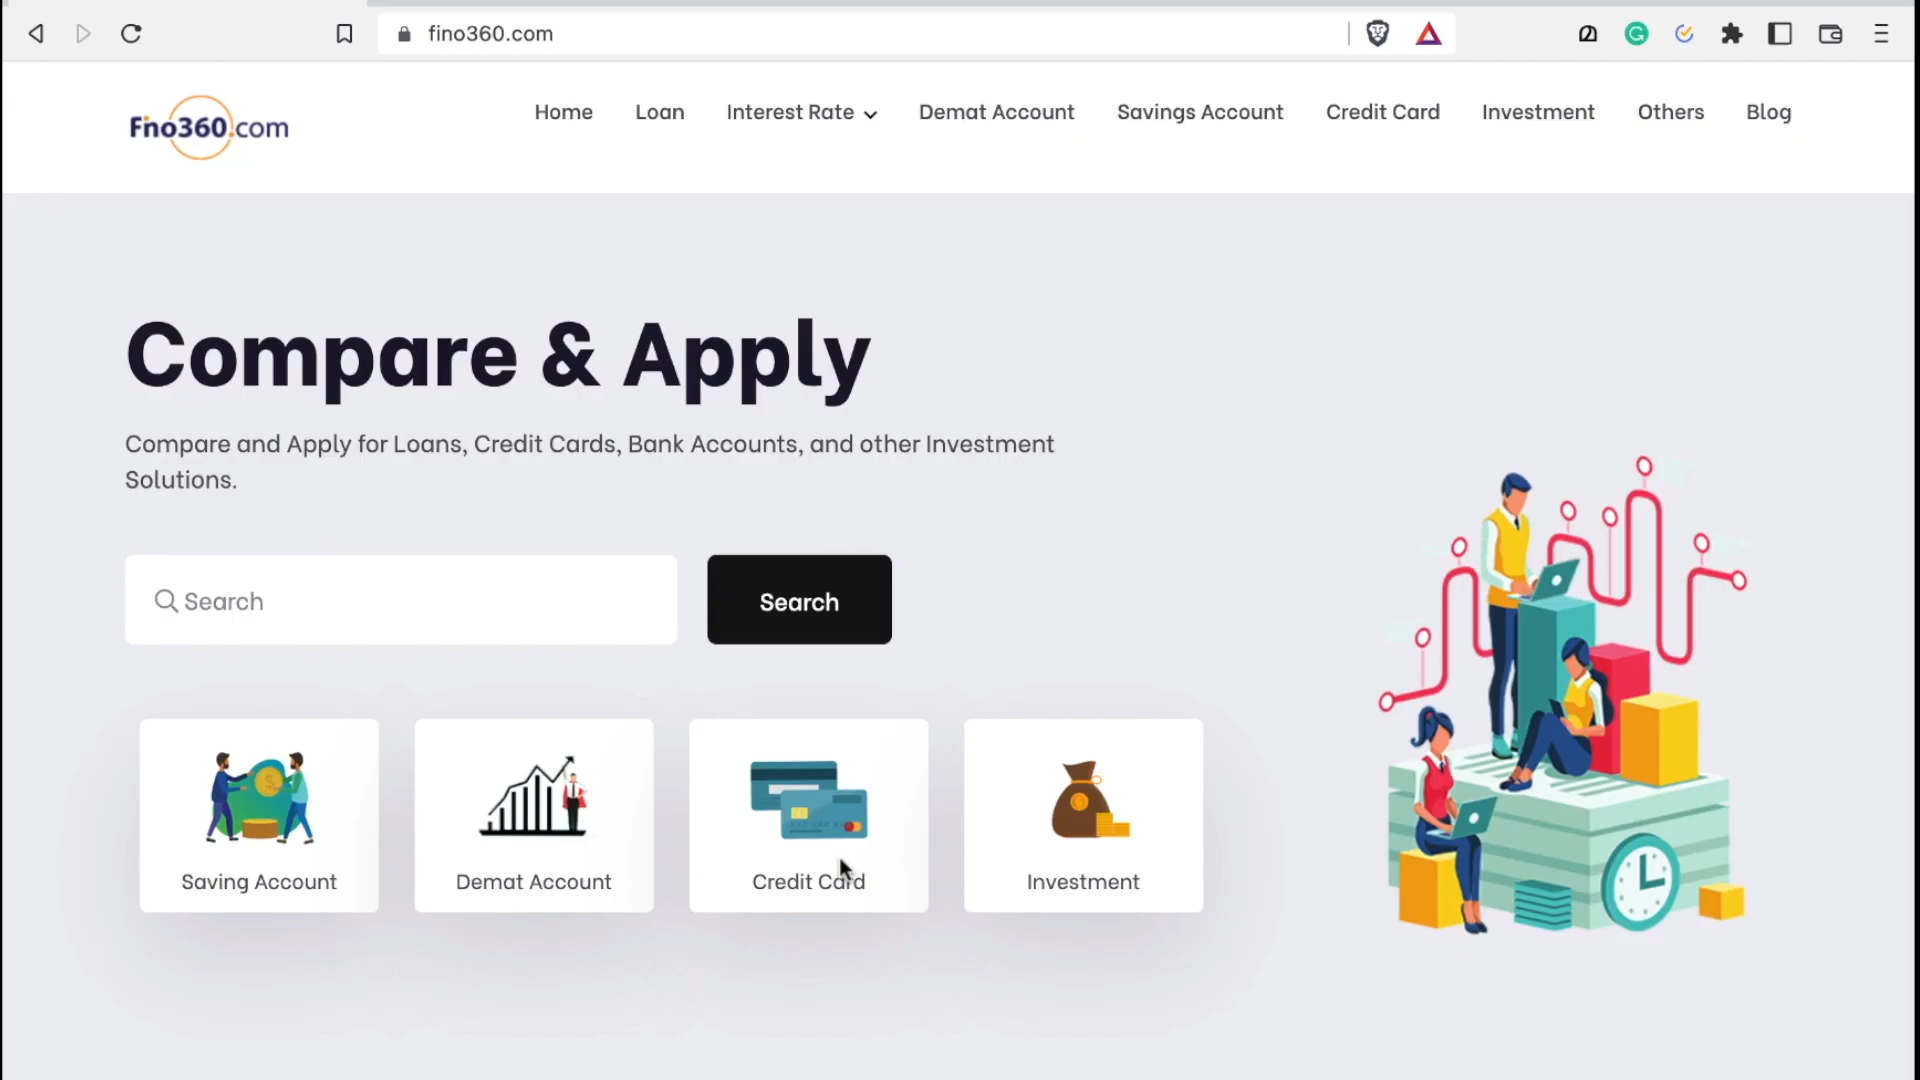 fino360.com
Fino360.com
Home Loan Interest Rate Demat Account Savings Account Credit Card Investment Others Blog
Compare & Apply
Compare and Apply for Loans, Credit Cards, Bank Accounts, and other Investment
Solutions.
Search
Search
Saving Account
Demat Account
Credit Card
Investment